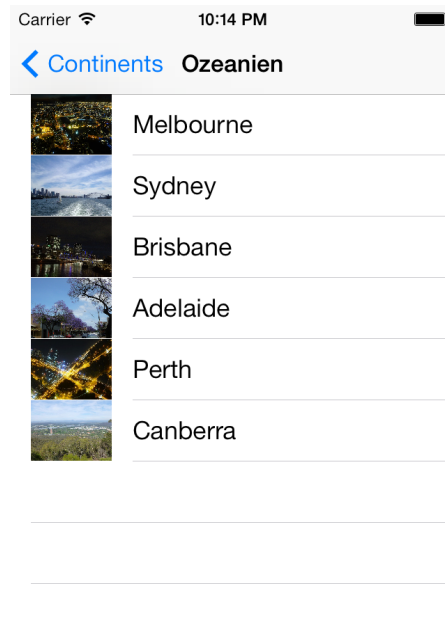 Carrier 10:14 PM
Continents Ozeanien
Melbourne
Sydney
Brisbane
Adelaide
Perth
Canberra